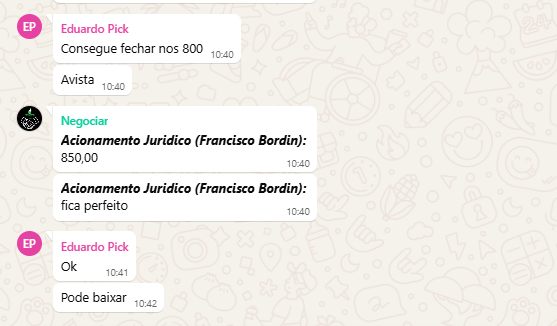 EP
Eduardo Pick
Consegue fechar nos 800
10:40
Avista
10:40
Negociar
Acionamento Juridico (Francisco Bordin):
850,00
10:40
Acionamento Juridico (Francisco Bordin):
fica perfeito
10:40
EP
Eduardo Pick
Ok
10:41
Pode baixar
10:42